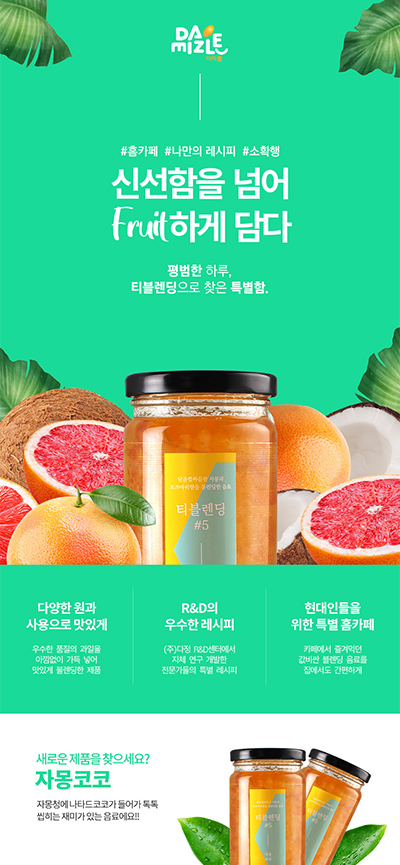 DA
MIZLE
#홈카페 #나만의 레시피 #소확행
신선함을 넘어
Fruit하게 담다
평범한 하루,
티블렌딩으로 찾은 특별함.
티블렌딩
#5
다양한 원과
사용으로 맛있게
우수한 품질의 과일을
아낌없이 가득 넣어
맛있게 블렌딩한 제품
R&D의
우수한 레시피
(주)다정 R&D센터에서
자체 연구 개발한
전문가들의 특별 레시피
현대인들을
위한 특별 홈카페
카페에서 즐겨먹던
값비싼 블렌딩 음료를
집에서도 간편하게
새로운 제품을 찾으세요?
자몽코코
자몽청에 나타드코코가 들어가 톡톡
씹히는 재미가 있는 음료에요!!
티블렌딩
#5